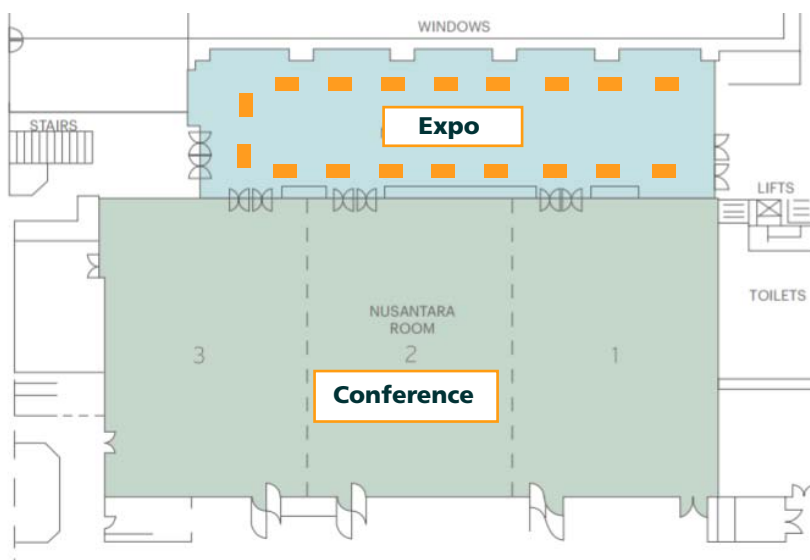 WINDOWS
Expo
STAIRS
LIFTS
TOILETS
NUSANTARA
ROOM
3
2
1
Conference